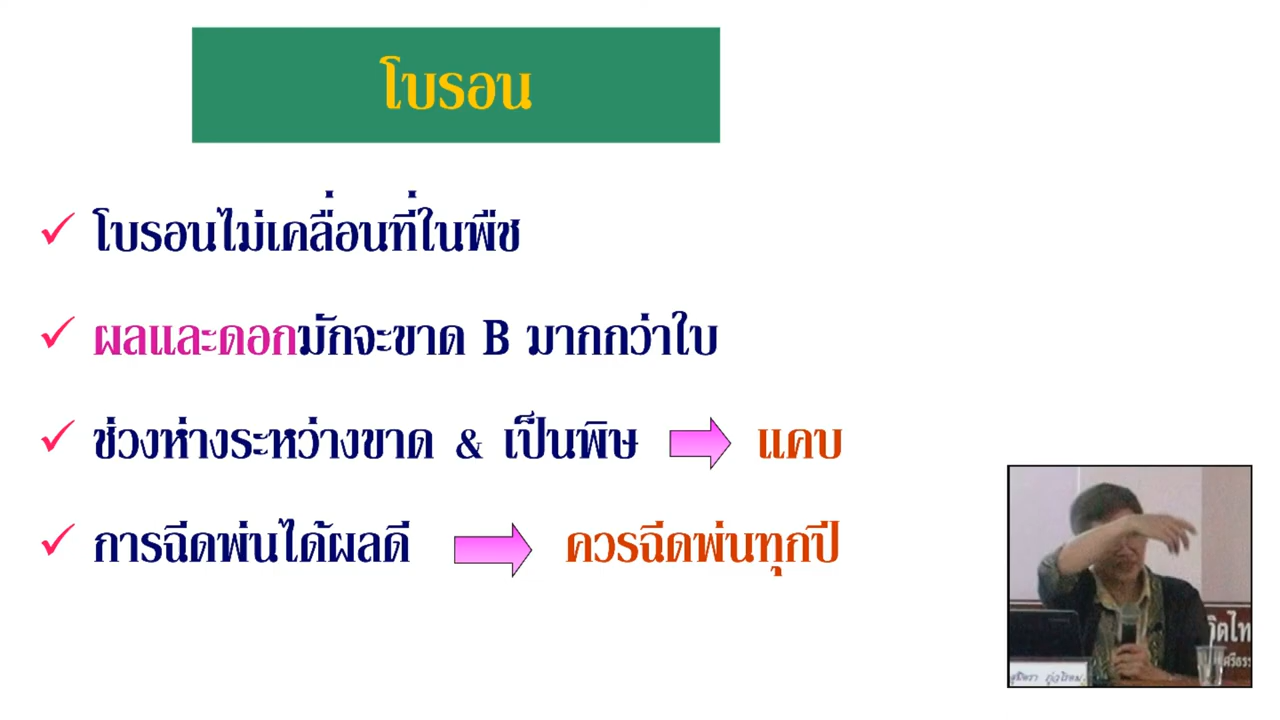 โบรอน
โบรอนไม่เคลื่อนที่ในพืช
ผลและดอกมักจะขาด B มากกว่าใบ
ช่วงห่างระหว่างขาด & เป็นพิษ แคบ
การฉีดพ่นได้ผลดี ควรฉีดพ่นทุกปี